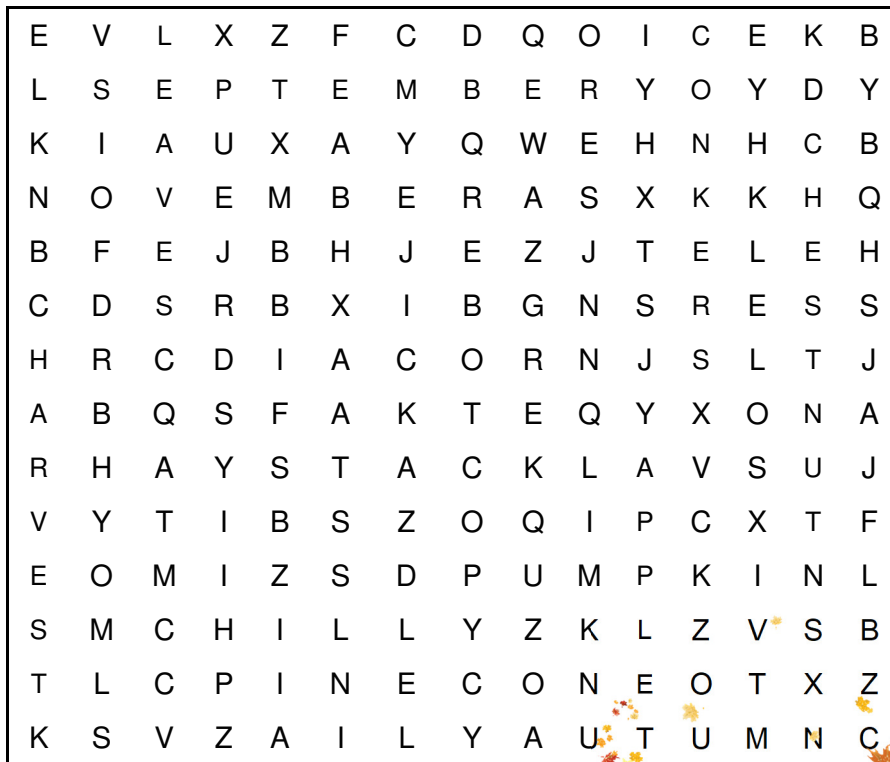 E V L X Z F C D Q O I C E K B
L S E P T E M B E R Y O Y D Y
K I A U X A Y Q W E H N H C B
N O V E M B E R A S X K K H Q
B F E J B H J E Z J T E L E H
C D S R B X I B G N S R E S S
H R C D I A C O R N J S L T J
A B Q S F A K T E Q Y X O N A
R H A Y S T A C K L A V S U J
V Y T I B S Z O Q I P C X T F
E O M I Z S D P U M P K I N L
S M C H I L L Y Z K L Z V S B
T L C P I N E C O N E O T X Z
K S V Z A I L Y A U T U M N C